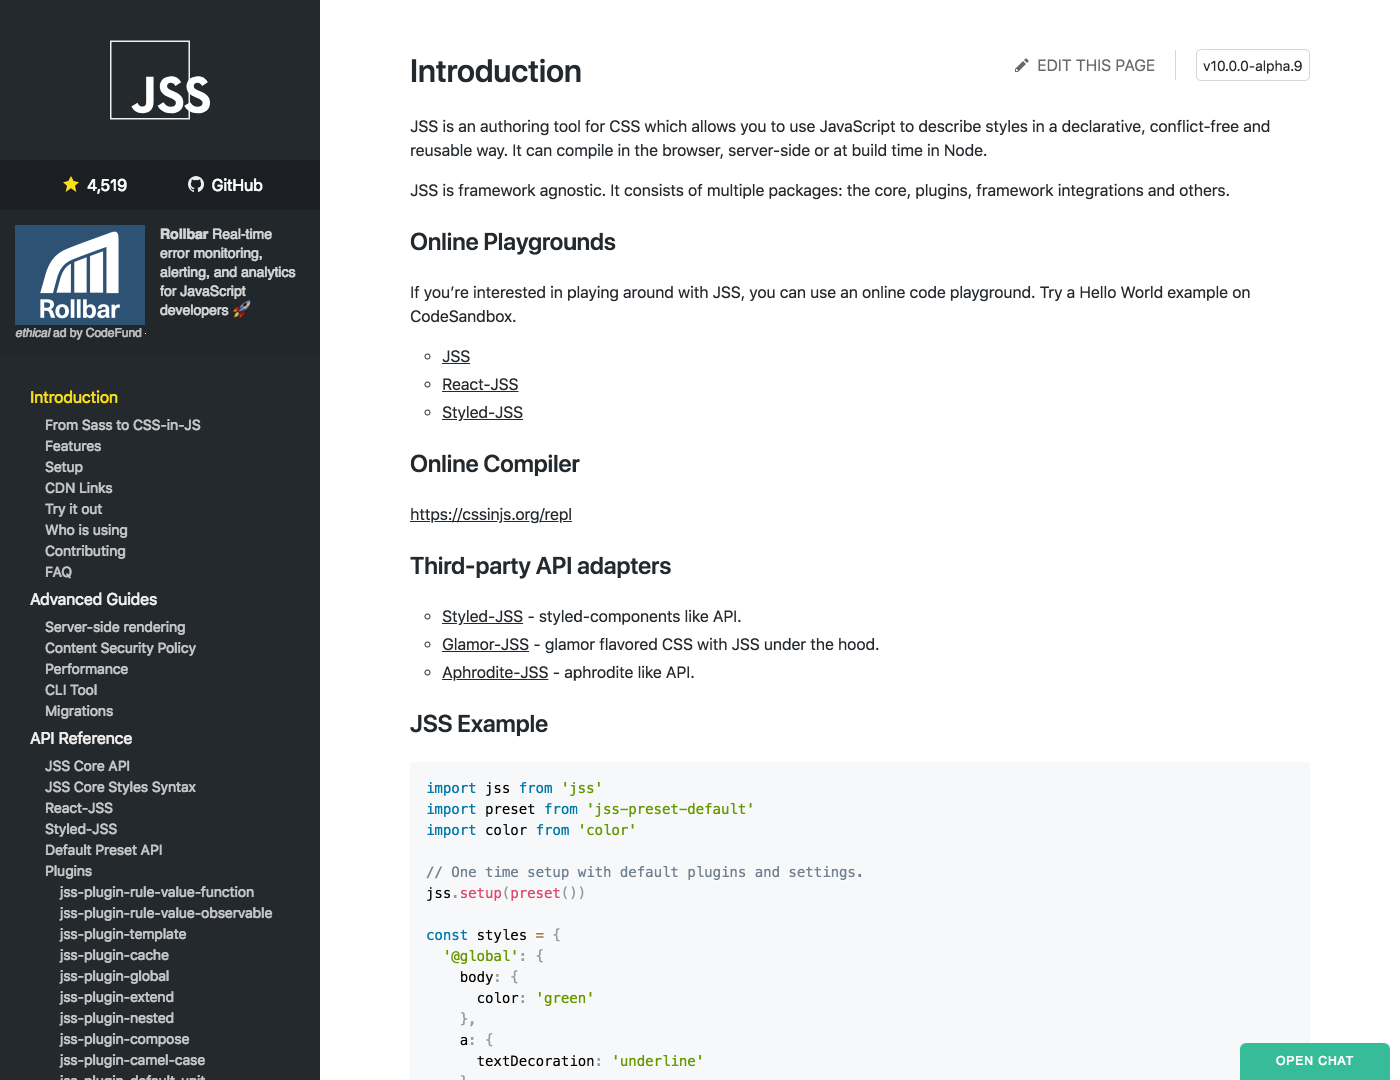 JSS
4,519
GitHub
Rollbar
Rollbar Real-time
error monitoring,
alerting, and analytics
for JavaScript
developers 🚀
ethical ad by CodeFund
Introduction
From Sass to CSS-in-JS
Features
Setup
CDN Links
Try it out
Who is using
Contributing
FAQ
Advanced Guides
Server-side rendering
Content Security Policy
Performance
CLI Tool
Migrations
API Reference
JSS Core API
JSS Core Styles Syntax
React-JSS
Styled-JSS
Default Preset API
Plugins
jss-plugin-rule-value-function
jss-plugin-rule-value-observable
jss-plugin-template
jss-plugin-cache
jss-plugin-global
jss-plugin-extend
jss-plugin-nested
jss-plugin-compose
jss-plugin-camel-case
jss-plugin-default-unit
Introduction
EDIT THIS PAGE
v10.0.0-alpha.9
JSS is an authoring tool for CSS which allows you to use JavaScript to describe styles in a declarative, conflict-free and
reusable way. It can compile in the browser, server-side or at build time in Node.
JSS is framework agnostic. It consists of multiple packages: the core, plugins, framework integrations and others.
Online Playgrounds
If you’re interested in playing around with JSS, you can use an online code playground. Try a Hello World example on
CodeSandbox.
JSS
React-JSS
Styled-JSS
Online Compiler
https://cssinjs.org/repl
Third-party API adapters
Styled-JSS - styled-components like API.
Glamor-JSS - glamor flavored CSS with JSS under the hood.
Aphrodite-JSS - aphrodite like API.
JSS Example
import jss from 'jss'
import preset from 'jss-preset-default'
import color from 'color'
// One time setup with default plugins and settings.
jss.setup(preset())
const styles = {
'@global': {
body: {
color: 'green'
},
a: {
textDecoration: 'underline'
}
OPEN CHAT